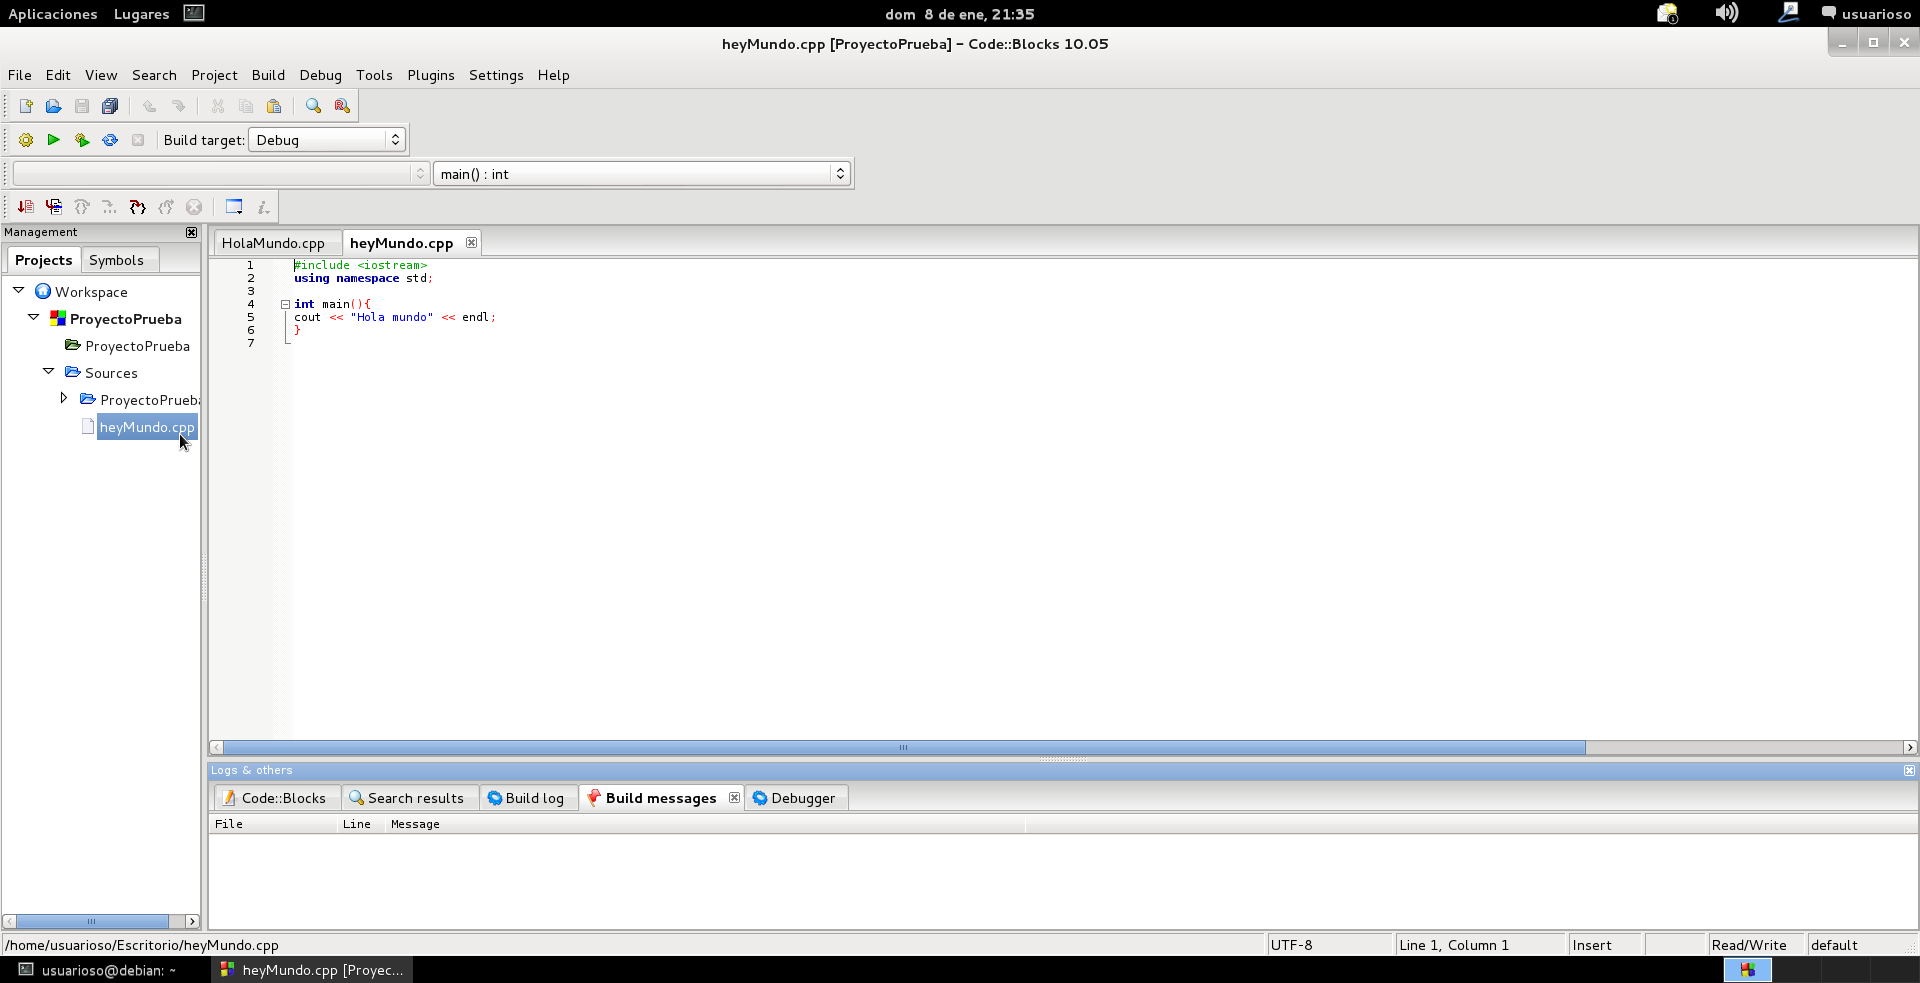 Aplicaciones Lugares dom 8 de ene, 21:35 1 usuarioso
heyMundo.cpp [ProyectoPrueba] - Code::Blocks 10.05
File Edit View Search Project Build Debug Tools Plugins Settings Help
Build target: Debug
main() : int
Management
Projects Symbols
Workspace
ProyectoPrueba
ProyectoPrueba
Sources
ProyectoPrueba
heyMundo.cpp
HolaMundo.cpp heyMundo.cpp
1 #include <iostream>
2 using namespace std;
3
4 int main(){
5 cout << "Hola mundo" << endl;
6 }
7
Logs & others
Code::Blocks Search results Build log Build messages Debugger
File Line Message
/home/usuarioso/Escritorio/heyMundo.cpp UTF-8 Line 1, Column 1 Insert Read/Write default
usuarioso@debian: ~ heyMundo.cpp [Proyec...